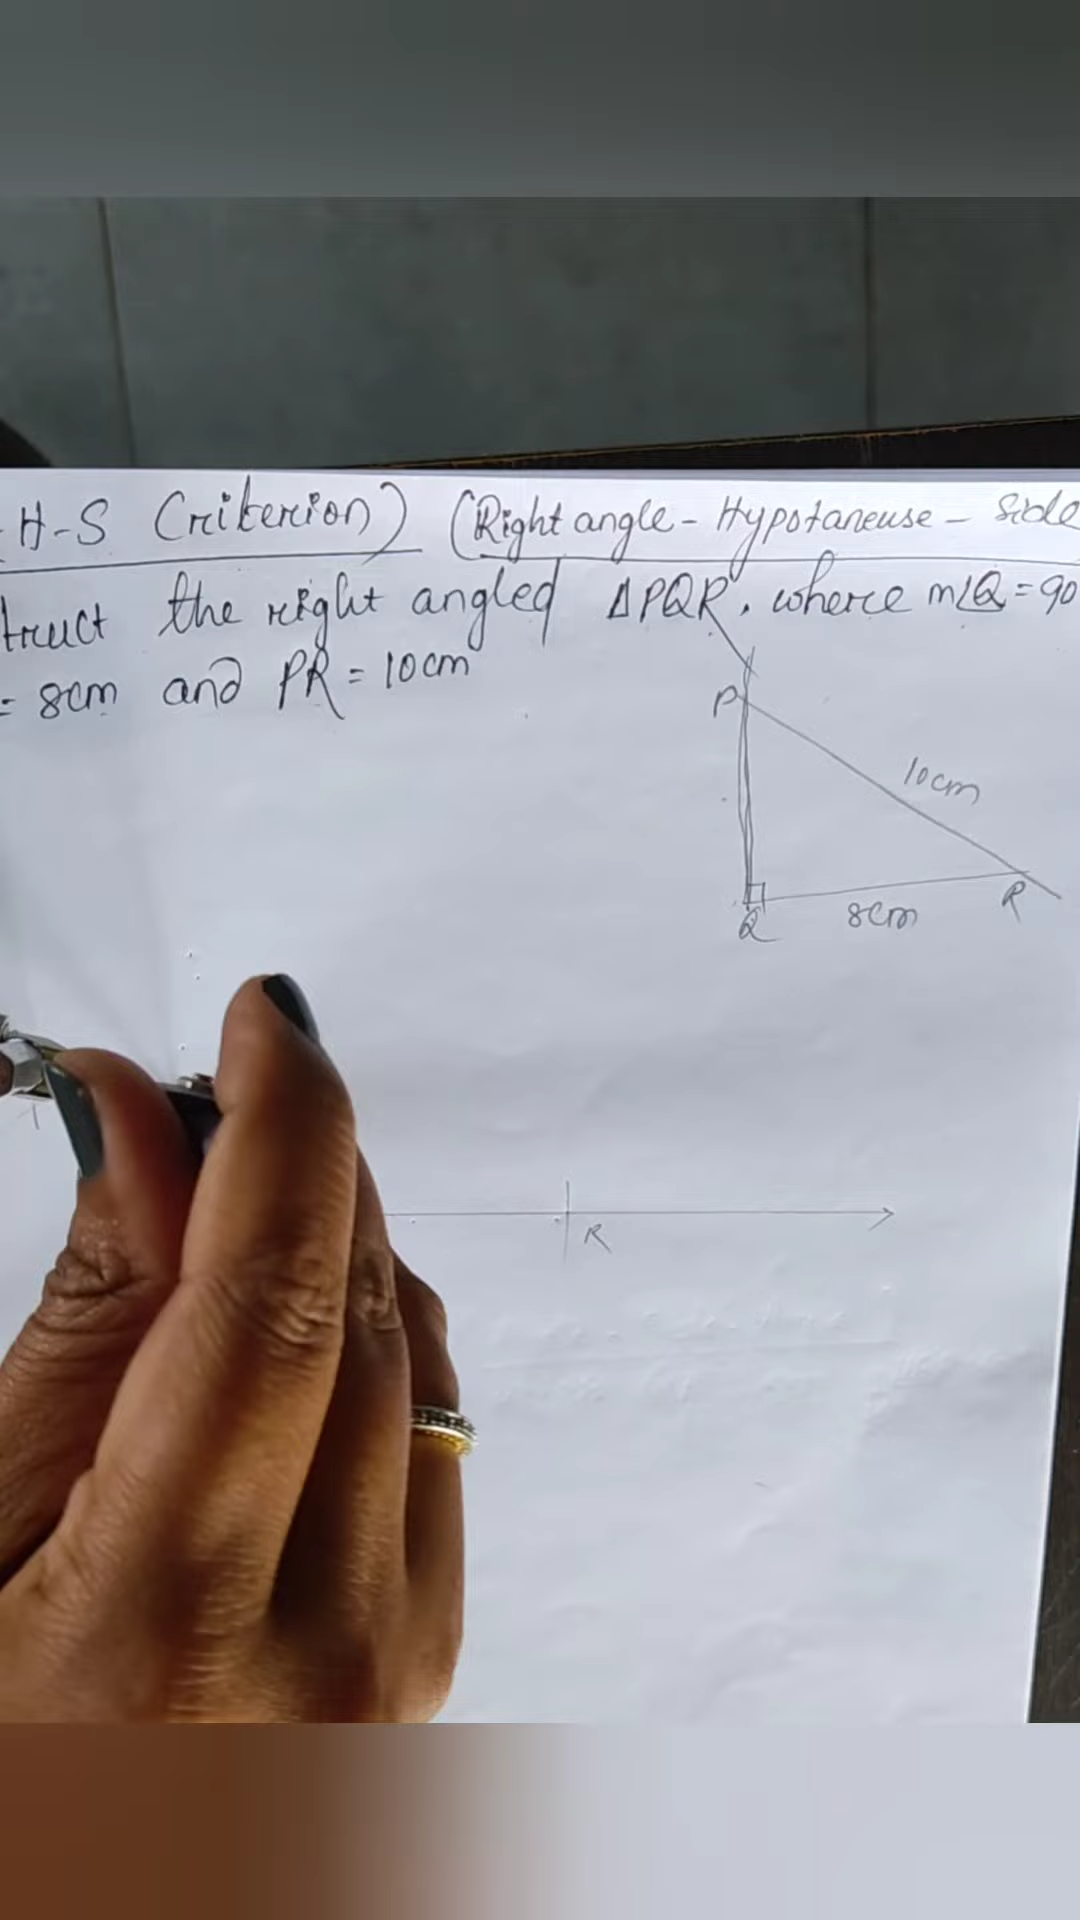 -H-S Criterion) (Right angle - Hypotaneuse - Side
truct the right angled ΔPQR, where m∠Q = 90
= 8cm and PR = 10cm
P
10cm
8cm
R
Q
R